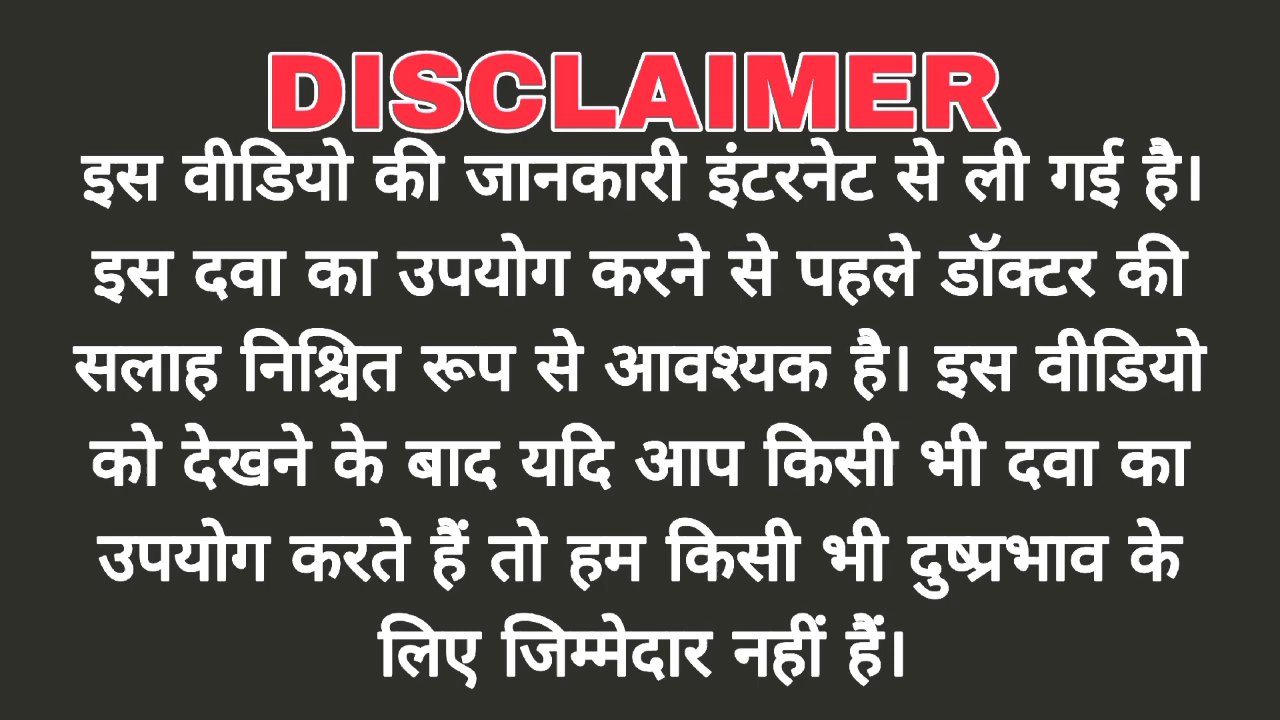 DISCLAIMER
इस वीडियो की जानकारी इंटरनेट से ली गई है।
इस दवा का उपयोग करने से पहले डॉक्टर की
सलाह निश्चित रूप से आवश्यक है। इस वीडियो
को देखने के बाद यदि आप किसी भी दवा का
उपयोग करते हैं तो हम किसी भी दुष्प्रभाव के
लिए जिम्मेदार नहीं हैं।